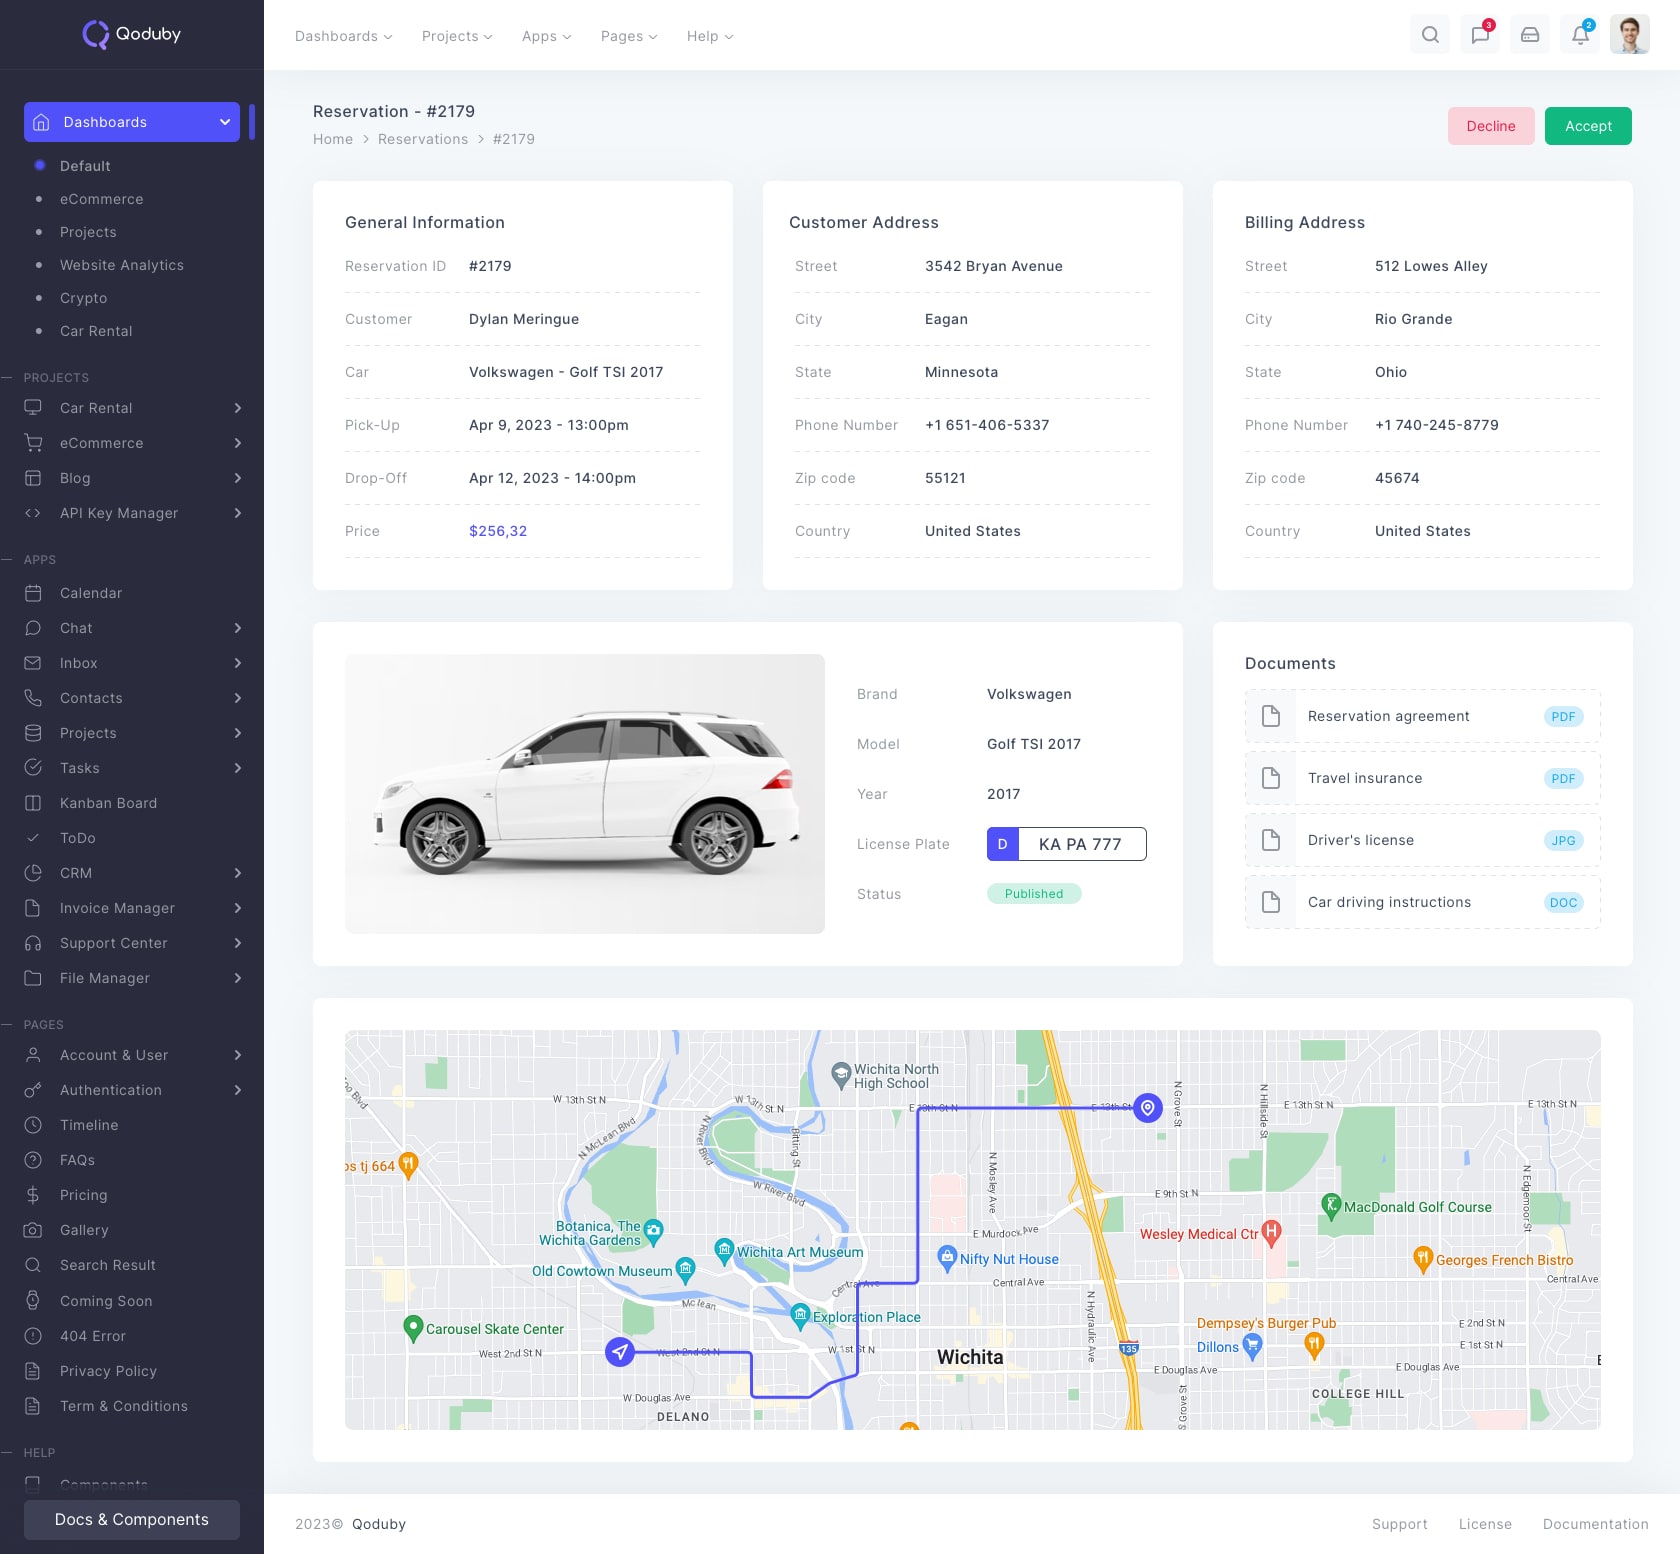 Qoduby
Dashboards
Default
eCommerce
Projects
Website Analytics
Crypto
Car Rental
PROJECTS
Car Rental
eCommerce
Blog
API Key Manager
APPS
Calendar
Chat
Inbox
Contacts
Projects
Tasks
Kanban Board
ToDo
CRM
Invoice Manager
Support Center
File Manager
PAGES
Account & User
Authentication
Timeline
FAQs
Pricing
Gallery
Search Result
Coming Soon
404 Error
Privacy Policy
Term & Conditions
HELP
Components
Docs & Components
Dashboards Projects Apps Pages Help
3
2
Reservation - #2179
Home > Reservations > #2179
Decline Accept
General Information
Reservation ID #2179
Customer Dylan Meringue
Car Volkswagen - Golf TSI 2017
Pick-Up Apr 9, 2023 - 13:00pm
Drop-Off Apr 12, 2023 - 14:00pm
Price $256,32
Customer Address
Street 3542 Bryan Avenue
City Eagan
State Minnesota
Phone Number +1 651-406-5337
Zip code 55121
Country United States
Billing Address
Street 512 Lowes Alley
City Rio Grande
State Ohio
Phone Number +1 740-245-8779
Zip code 45674
Country United States
Brand Volkswagen
Model Golf TSI 2017
Year 2017
License Plate D KA PA 777
Status Published
Documents
Reservation agreement PDF
Travel insurance PDF
Driver's license JPG
Car driving instructions DOC
Wichita North
High School
oo Blvd
W 13th St N
W 13th St N
E 13th St N
E 13th St
E 13th St N
E 13th St N
N McLean Blvd
N River Blvd
Bitting St
N Mosley Ave
N Grove St
N Hillside St
N Edgemoor St
os tj 664
W River Blvd
E 9th St N
MacDonald Golf Course
Botanica, The
Wichita Gardens
Wichita Art Museum
E Murdock Ave
Wesley Medical Ctr
H
Nifty Nut House
Georges French Bistro
Old Cowtown Museum
Central Ave
Central Ave
Central Ave
Mc lean
Exploration Place
N Hydraulic Ave
Carousel Skate Center
Dempsey's Burger Pub
E 2nd St N
Dillons
E 1st St N
135
West 2nd St N
West 2nd St N
W 1st St N
Wichita
E Douglas Ave
E Douglas Ave
W Douglas Ave
S Grove St
COLLEGE HILL
DELANO
2023© Qoduby
Support License Documentation